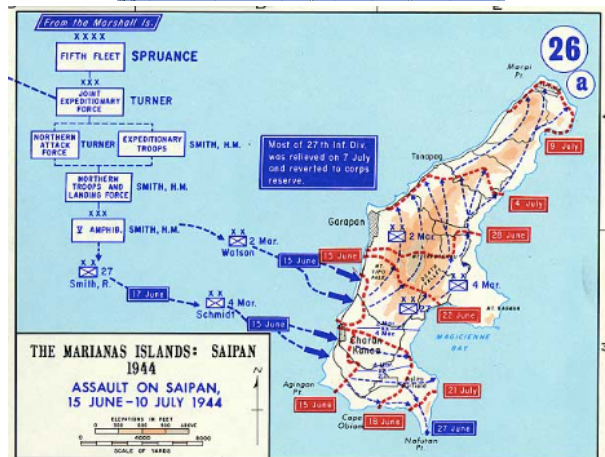 From the Marshall Is.
XXXX
FIFTH FLEET
SPRUANCE
XXX
JOINT
EXPEDITIONARY
FORCE
TURNER
NORTHERN
ATTACK
FORCE
TURNER
EXPEDITIONARY
TROOPS
SMITH, H.M.
NORTHERN
TROOPS AND
LANDING FORCE
SMITH, H.M.
XXX
V AMPHIB.
SMITH, H.M.
XX
27
Smith, R.
17 June
XX
2 Mar.
Watson
15 June
XX
4 Mar.
Schmidt
15 June
Most of 27th Inf. Div.
was relieved on 7 July
and reverted to corps
reserve.
26
a
Marpi
Pt.
9 July
Tanapag
4 July
Garapan
28 June
15 June
XX
2 Mar.
XX
4 Mar.
XX
27
22 June
MAGICIENNE
BAY
Charan
Kanoa
Agingan
Pt.
15 June
18 June
21 July
Cape
Obiam
Nafutan
Pt.
27 June
THE MARIANAS ISLANDS: SAIPAN
1944
ASSAULT ON SAIPAN,
15 JUNE-10 JULY 1944
N
ELEVATIONS IN FEET
SCALE OF YARDS